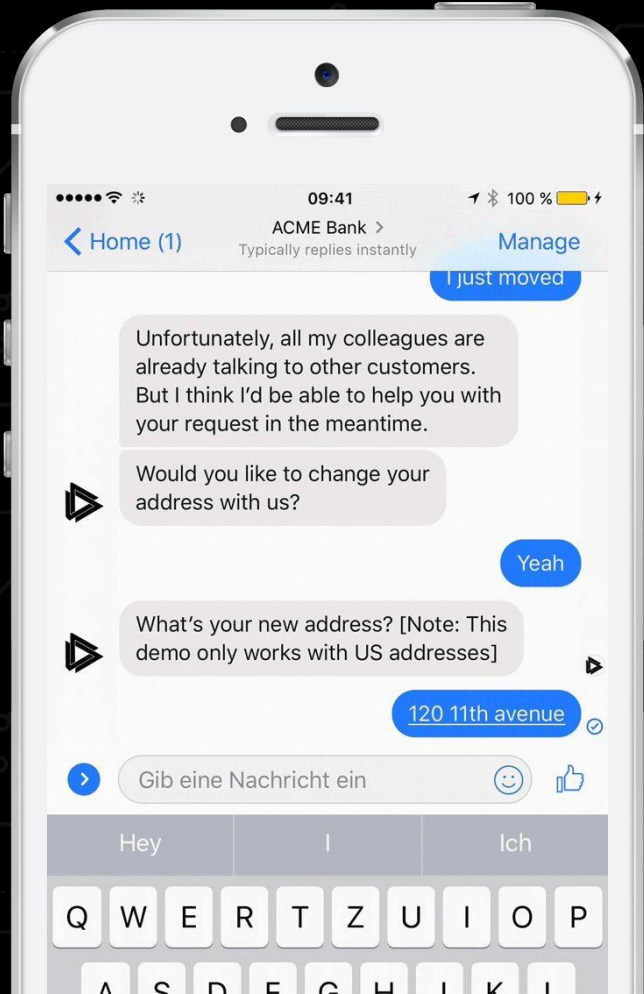 09:41
100 %
Home (1)
ACME Bank >
Typically replies instantly
Manage
I just moved
Unfortunately, all my colleagues are
already talking to other customers.
But I think I'd be able to help you with
your request in the meantime.
Would you like to change your
address with us?
Yeah
What's your new address? [Note: This
demo only works with US addresses]
120 11th avenue
Gib eine Nachricht ein
Hey I Ich
Q W E R T Z U I O P
A S D F G H J K L